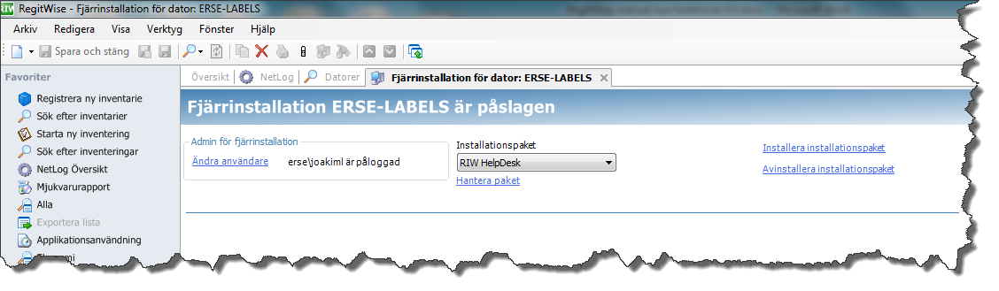 RIW RegitWise - Fjärrinstallation för dator: ERSE-LABELS
Arkiv Redigera Visa Verktyg Fönster Hjälp
Spara och stäng
Favoriter
Registrera ny inventarie
Sök efter inventarier
Starta ny inventering
Sök efter inventeringar
NetLog Översikt
Mjukvarurapport
Alla
Exportera lista
Applikationsanvändning
Översikt NetLog Datorer Fjärrinstallation för dator: ERSE-LABELS
Fjärrinstallation ERSE-LABELS är påslagen
Admin för fjärrinstallation
Ändra användare erse\joakiml är påloggad
Installationspaket
RIW HelpDesk
Hantera paket
Installera installationspaket
Avinstallera installationspaket